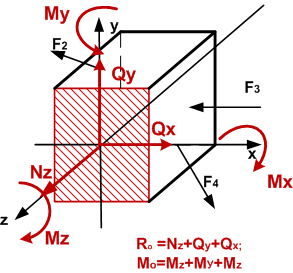 My
y
F2
Qy
F3
Qx
x
Nz
F4
Mx
z
Mz
Ro =Nz+Qy+Qx;
Mo=Mz+My+Mz